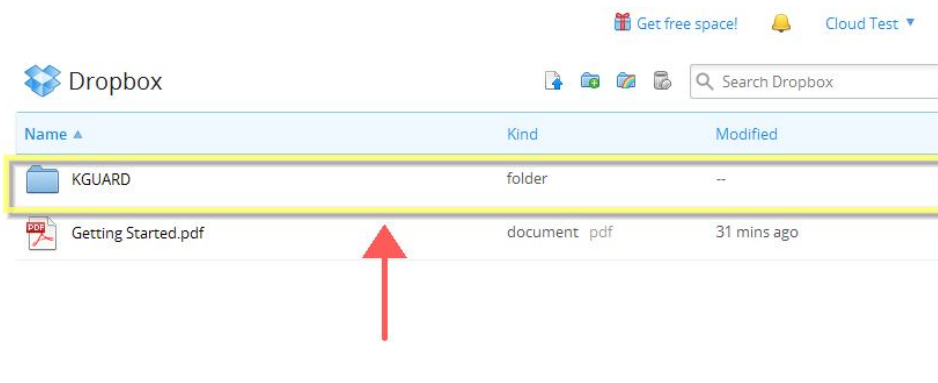 Get free space! Cloud Test
Dropbox Search Dropbox
Name Kind Modified
KGUARD folder --
PDF Getting Started.pdf document pdf 31 mins ago